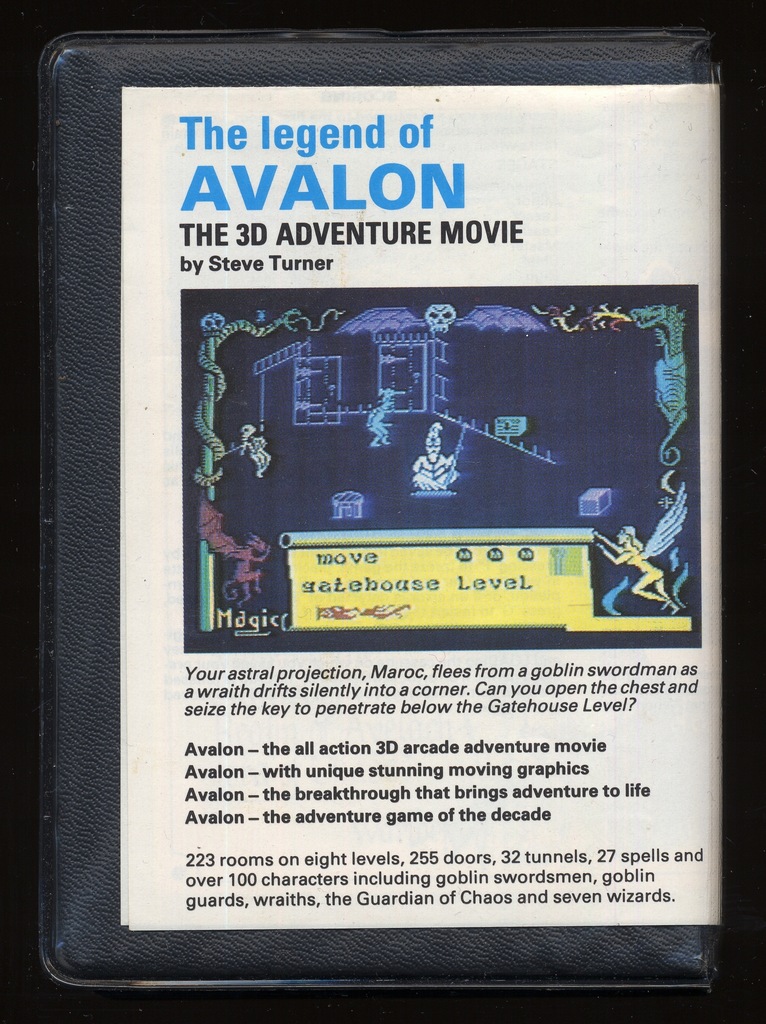 The legend of
AVALON
THE 3D ADVENTURE MOVIE
by Steve Turner
move
gatehouse Level
Magic
Your astral projection, Maroc, flees from a goblin swordman as
a wraith drifts silently into a corner. Can you open the chest and
seize the key to penetrate below the Gatehouse Level?
Avalon – the all action 3D arcade adventure movie
Avalon – with unique stunning moving graphics
Avalon – the breakthrough that brings adventure to life
Avalon – the adventure game of the decade
223 rooms on eight levels, 255 doors, 32 tunnels, 27 spells and
over 100 characters including goblin swordsmen, goblin
guards, wraiths, the Guardian of Chaos and seven wizards.